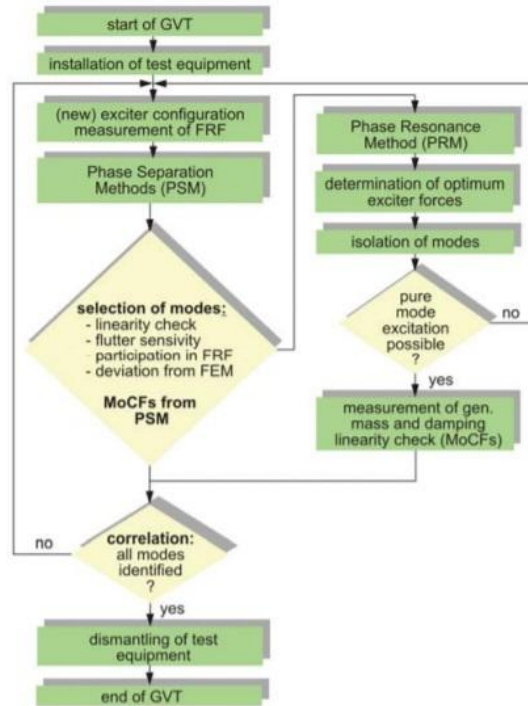 start of GVT
installation of test equipment
(new) exciter configuration
measurement of FRF
Phase Separation
Methods (PSM)
selection of modes:
- linearity check
- flutter sensivity
- participation in FRF
- deviation from FEM
MoCFs from
PSM
Phase Resonance
Method (PRM)
determination of optimum
exciter forces
isolation of modes
pure
mode
excitation
possible
?
no
yes
measurement of gen.
mass and damping
linearity check (MoCFs)
no
correlation:
all modes
identified
?
yes
dismantling of test
equipment
end of GVT